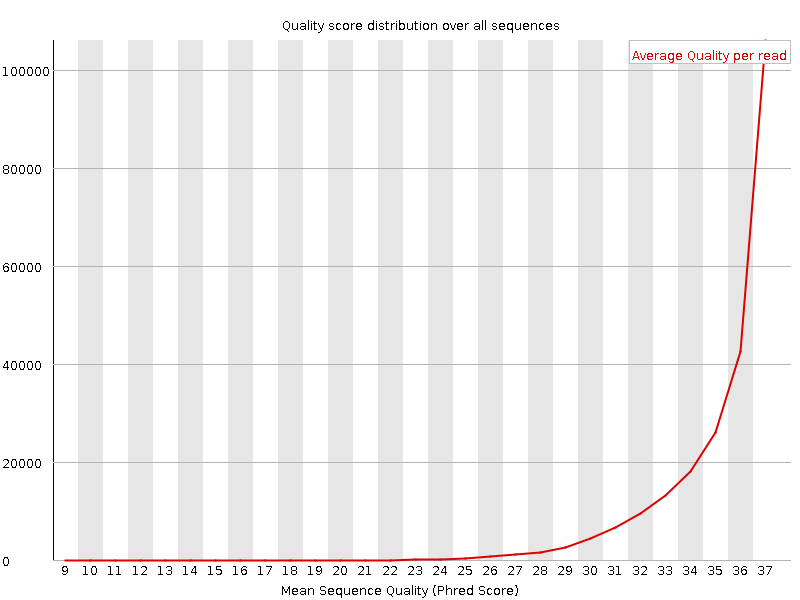 Quality score distribution over all sequences
Average Quality per read
100000
80000
60000
40000
20000
0
9 10 11 12 13 14 15 16 17 18 19 20 21 22 23 24 25 26 27 28 29 30 31 32 33 34 35 36 37
Mean Sequence Quality (Phred Score)